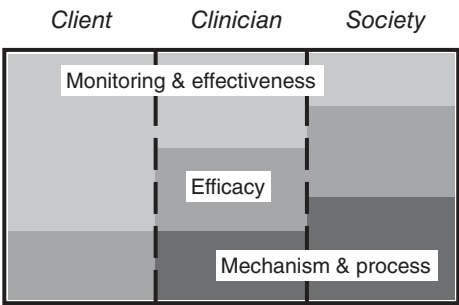 Client Clinician Society
Monitoring & effectiveness
Efficacy
Mechanism & process